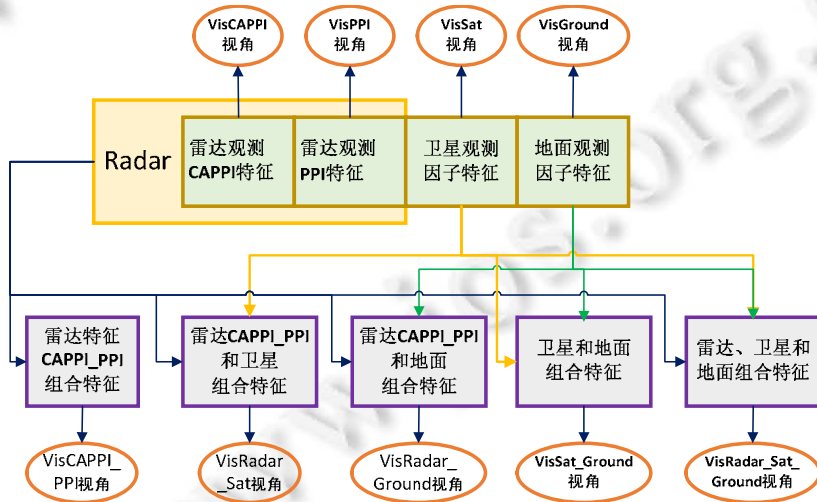 VisCAPPI
视角
VisPPI
视角
VisSat
视角
VisGround
视角
Radar
雷达观测
CAPPI特征
雷达观测
PPI特征
卫星观测
因子特征
地面观测
因子特征
雷达特征
CAPPI_PPI
组合特征
雷达CAPPI_PPI
和卫星
组合特征
雷达CAPPI_PPI
和地面
组合特征
卫星和地面
组合特征
雷达、卫星和
地面组合特征
VisCAPPI_
PPI视角
VisRadar
_Sat视角
VisRadar_
Ground视角
VisSat_Ground
视角
VisRadar_Sat_
Ground视角